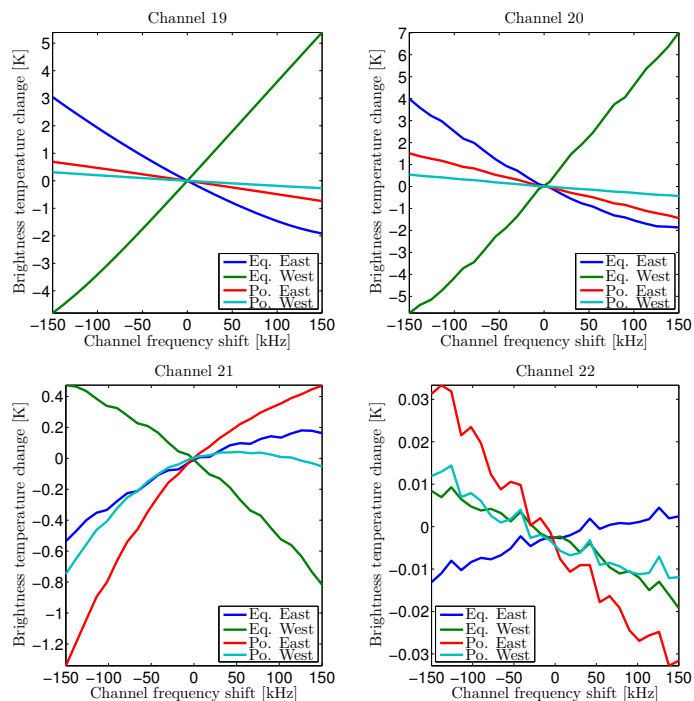 Channel 19
Brightness temperature change [K]
5
4
3
2
1
0
−1
−2
−3
−4
Eq. East
Eq. West
Po. East
Po. West
−150 −100 −50 0 50 100 150
Channel frequency shift [kHz]
Channel 20
Brightness temperature change [K]
7
6
5
4
3
2
1
0
−1
−2
−3
−4
−5
Eq. East
Eq. West
Po. East
Po. West
−150 −100 −50 0 50 100 150
Channel frequency shift [kHz]
Channel 21
Brightness temperature change [K]
0.4
0.2
0
−0.2
−0.4
−0.6
−0.8
−1
−1.2
Eq. East
Eq. West
Po. East
Po. West
−150 −100 −50 0 50 100 150
Channel frequency shift [kHz]
Channel 22
Brightness temperature change [K]
0.03
0.02
0.01
0
−0.01
−0.02
−0.03
Eq. East
Eq. West
Po. East
Po. West
−150 −100 −50 0 50 100 150
Channel frequency shift [kHz]